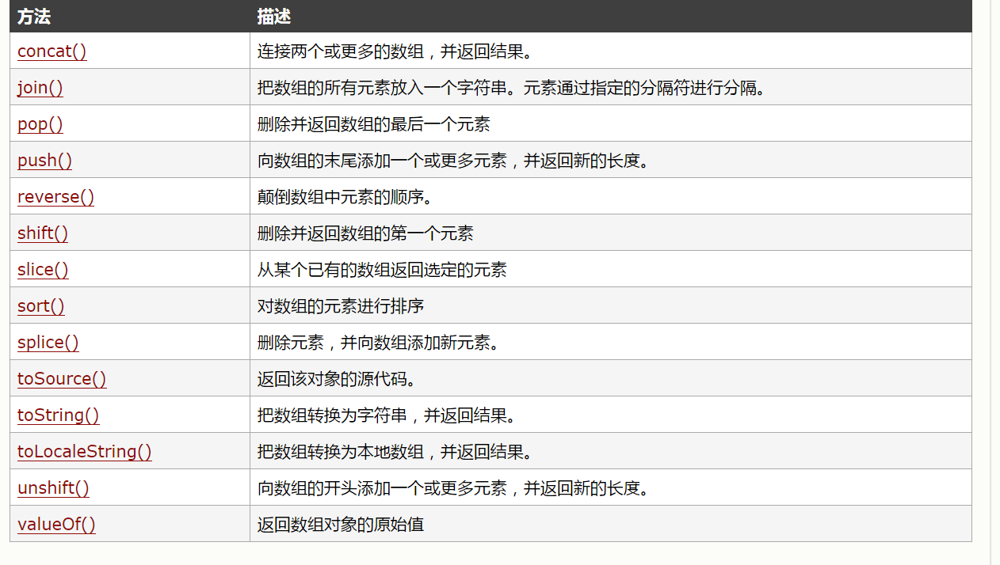 方法 描述
concat() 连接两个或更多的数组，并返回结果。
join() 把数组的所有元素放入一个字符串。元素通过指定的分隔符进行分隔。
pop() 删除并返回数组的最后一个元素
push() 向数组的末尾添加一个或更多元素，并返回新的长度。
reverse() 颠倒数组中元素的顺序。
shift() 删除并返回数组的第一个元素
slice() 从某个已有的数组返回选定的元素
sort() 对数组的元素进行排序
splice() 删除元素，并向数组添加新元素。
toSource() 返回该对象的源代码。
toString() 把数组转换为字符串，并返回结果。
toLocaleString() 把数组转换为本地数组，并返回结果。
unshift() 向数组的开头添加一个或更多元素，并返回新的长度。
valueOf() 返回数组对象的原始值